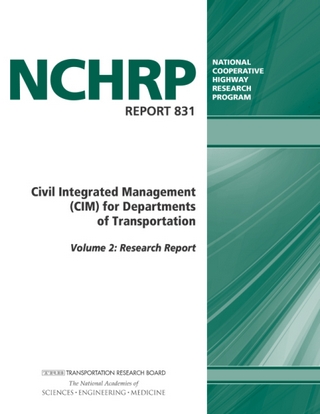 NCHRP
REPORT 831
NATIONAL
COOPERATIVE
HIGHWAY
RESEARCH
PROGRAM
Civil Integrated Management
(CIM) for Departments
of Transportation
Volume 2: Research Report
TRANSPORTATION RESEARCH BOARD
The National Academies of
SCIENCES • ENGINEERING • MEDICINE